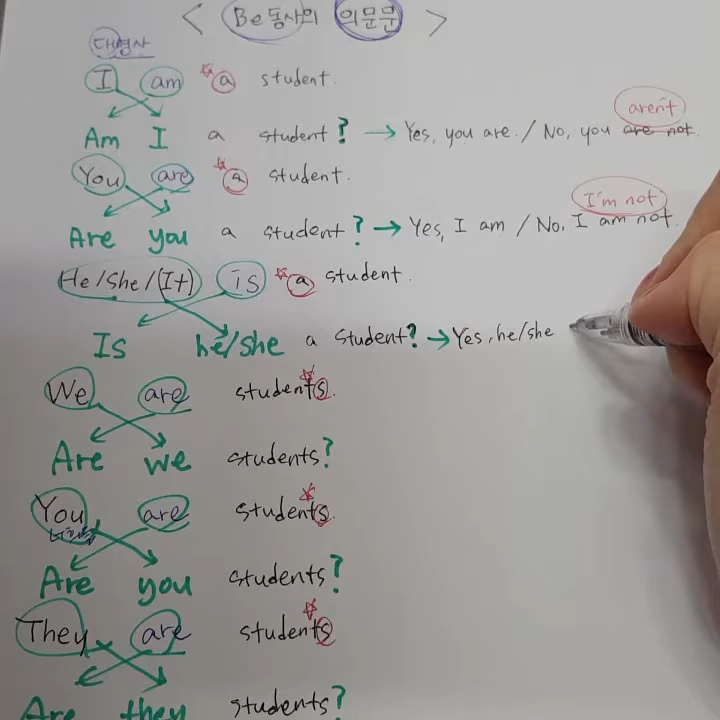 < Be동사의 의문문 >
대명사
I am a student.
aren't
Am I a student? → Yes, you are. / No, you are not.
You are a student.
I'm not
Are you a student? → Yes, I am / No, I am not.
He/She/(It) is a student.
Is he/she a student? → Yes, he/she
We are students.
Are we students?
You are students.
너희들
Are you students?
They are students
Are they students?